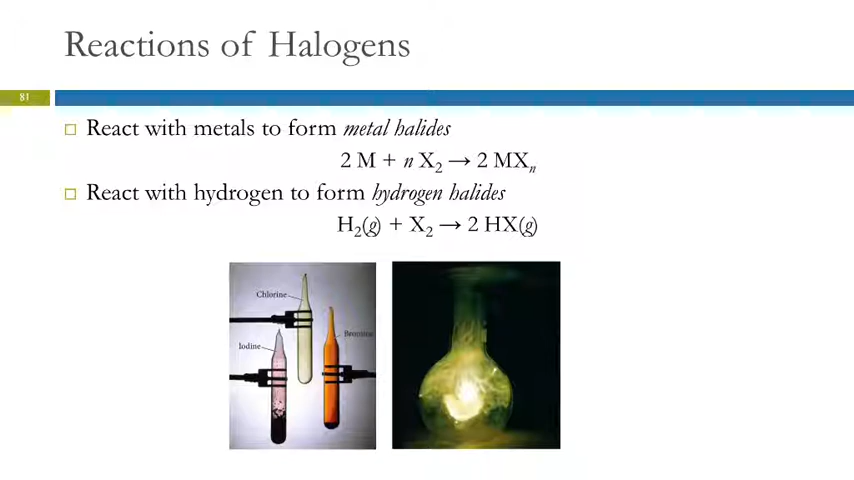 Reactions of Halogens
81
□ React with metals to form metal halides
2 M + n X₂ → 2 MXₙ
□ React with hydrogen to form hydrogen halides
H₂(g) + X₂ → 2 HX(g)
Chlorine
Bromine
Iodine